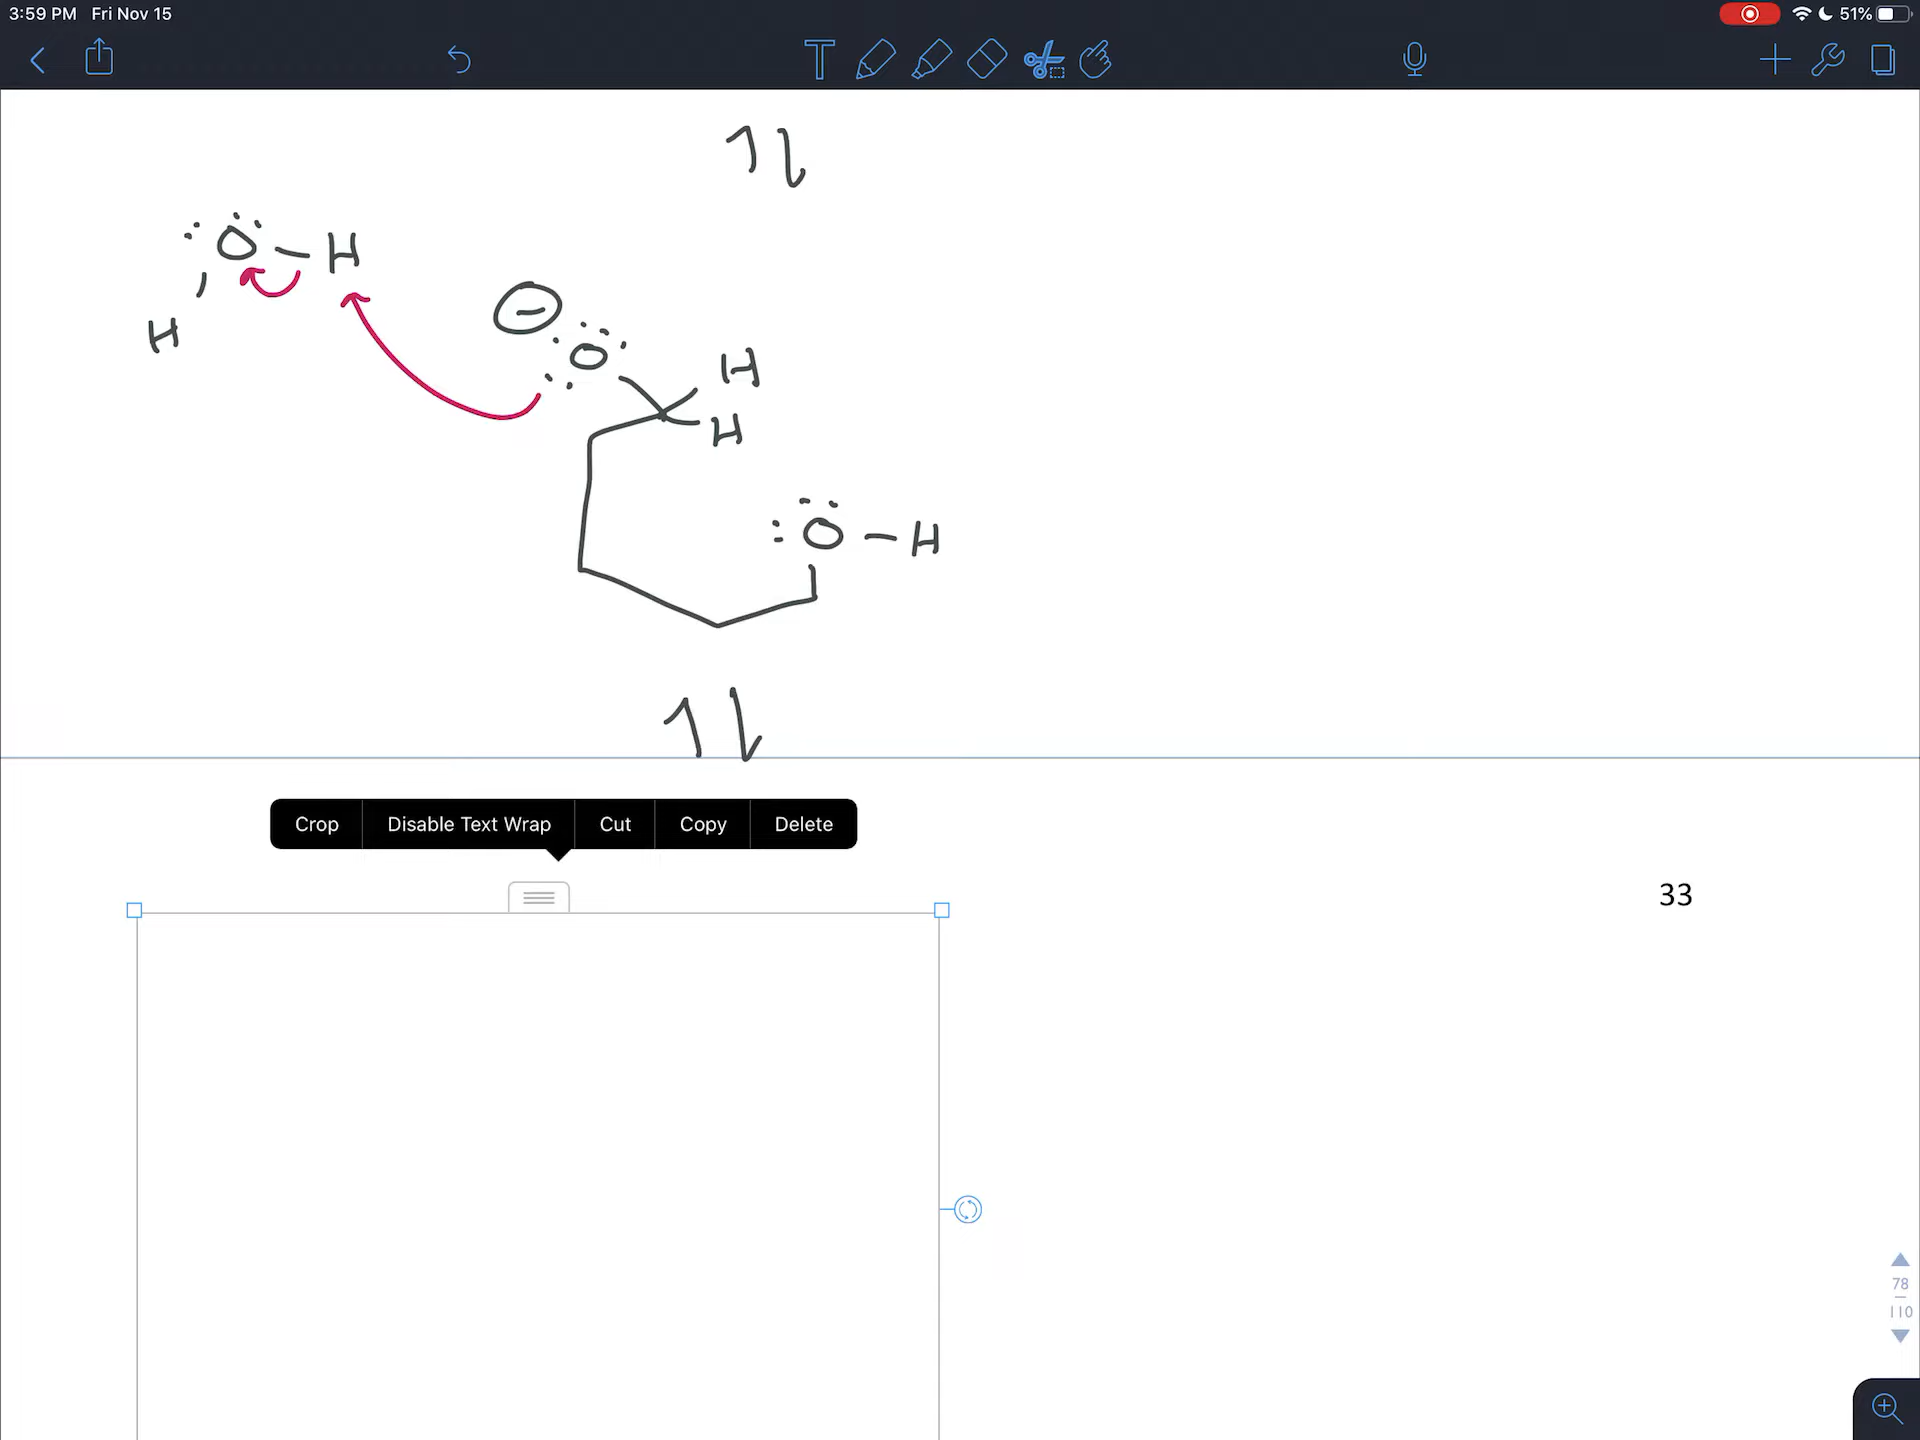 3:59 PM Fri Nov 15 51%
T
:Ö-H
H
⊖
:Ö:
H
H
:Ö-H
Crop Disable Text Wrap Cut Copy Delete
33
78
110